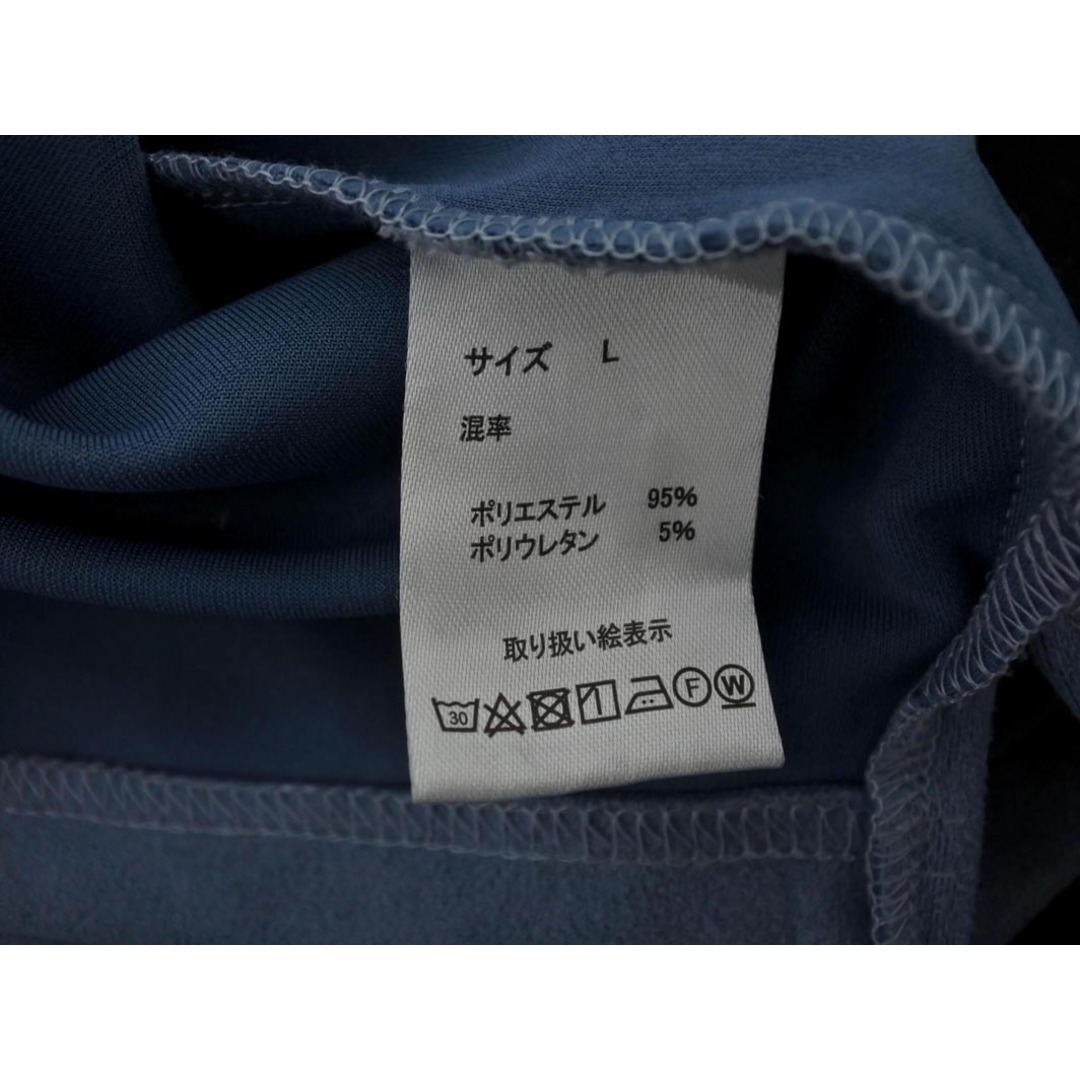 サイズ L
混率
ポリエステル 95%
ポリウレタン 5%
取り扱い絵表示
30 F W